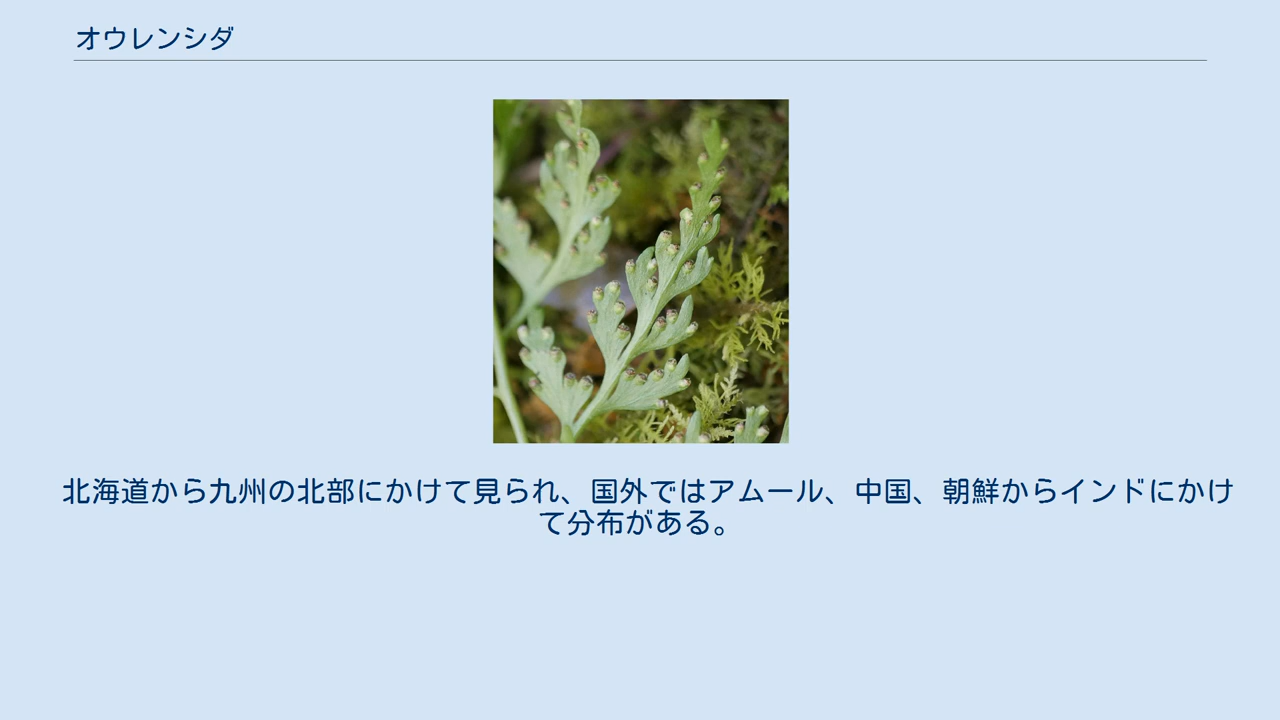 オウレンシダ
北海道から九州の北部にかけて見られ、国外ではアムール、中国、朝鮮からインドにかけ
て分布がある。